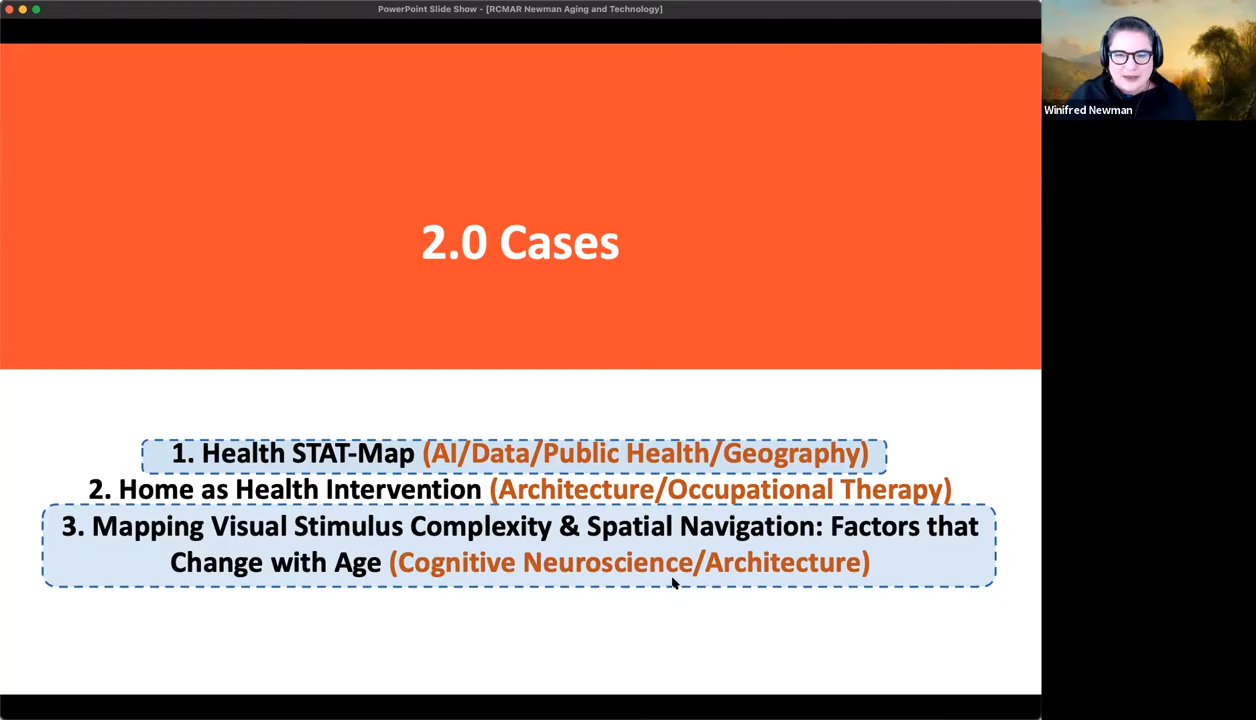 PowerPoint Slide Show - [RCMAR Newman Aging and Technology]
Winifred Newman
2.0 Cases
1. Health STAT-Map (AI/Data/Public Health/Geography)
2. Home as Health Intervention (Architecture/Occupational Therapy)
3. Mapping Visual Stimulus Complexity & Spatial Navigation: Factors that
Change with Age (Cognitive Neuroscience/Architecture)